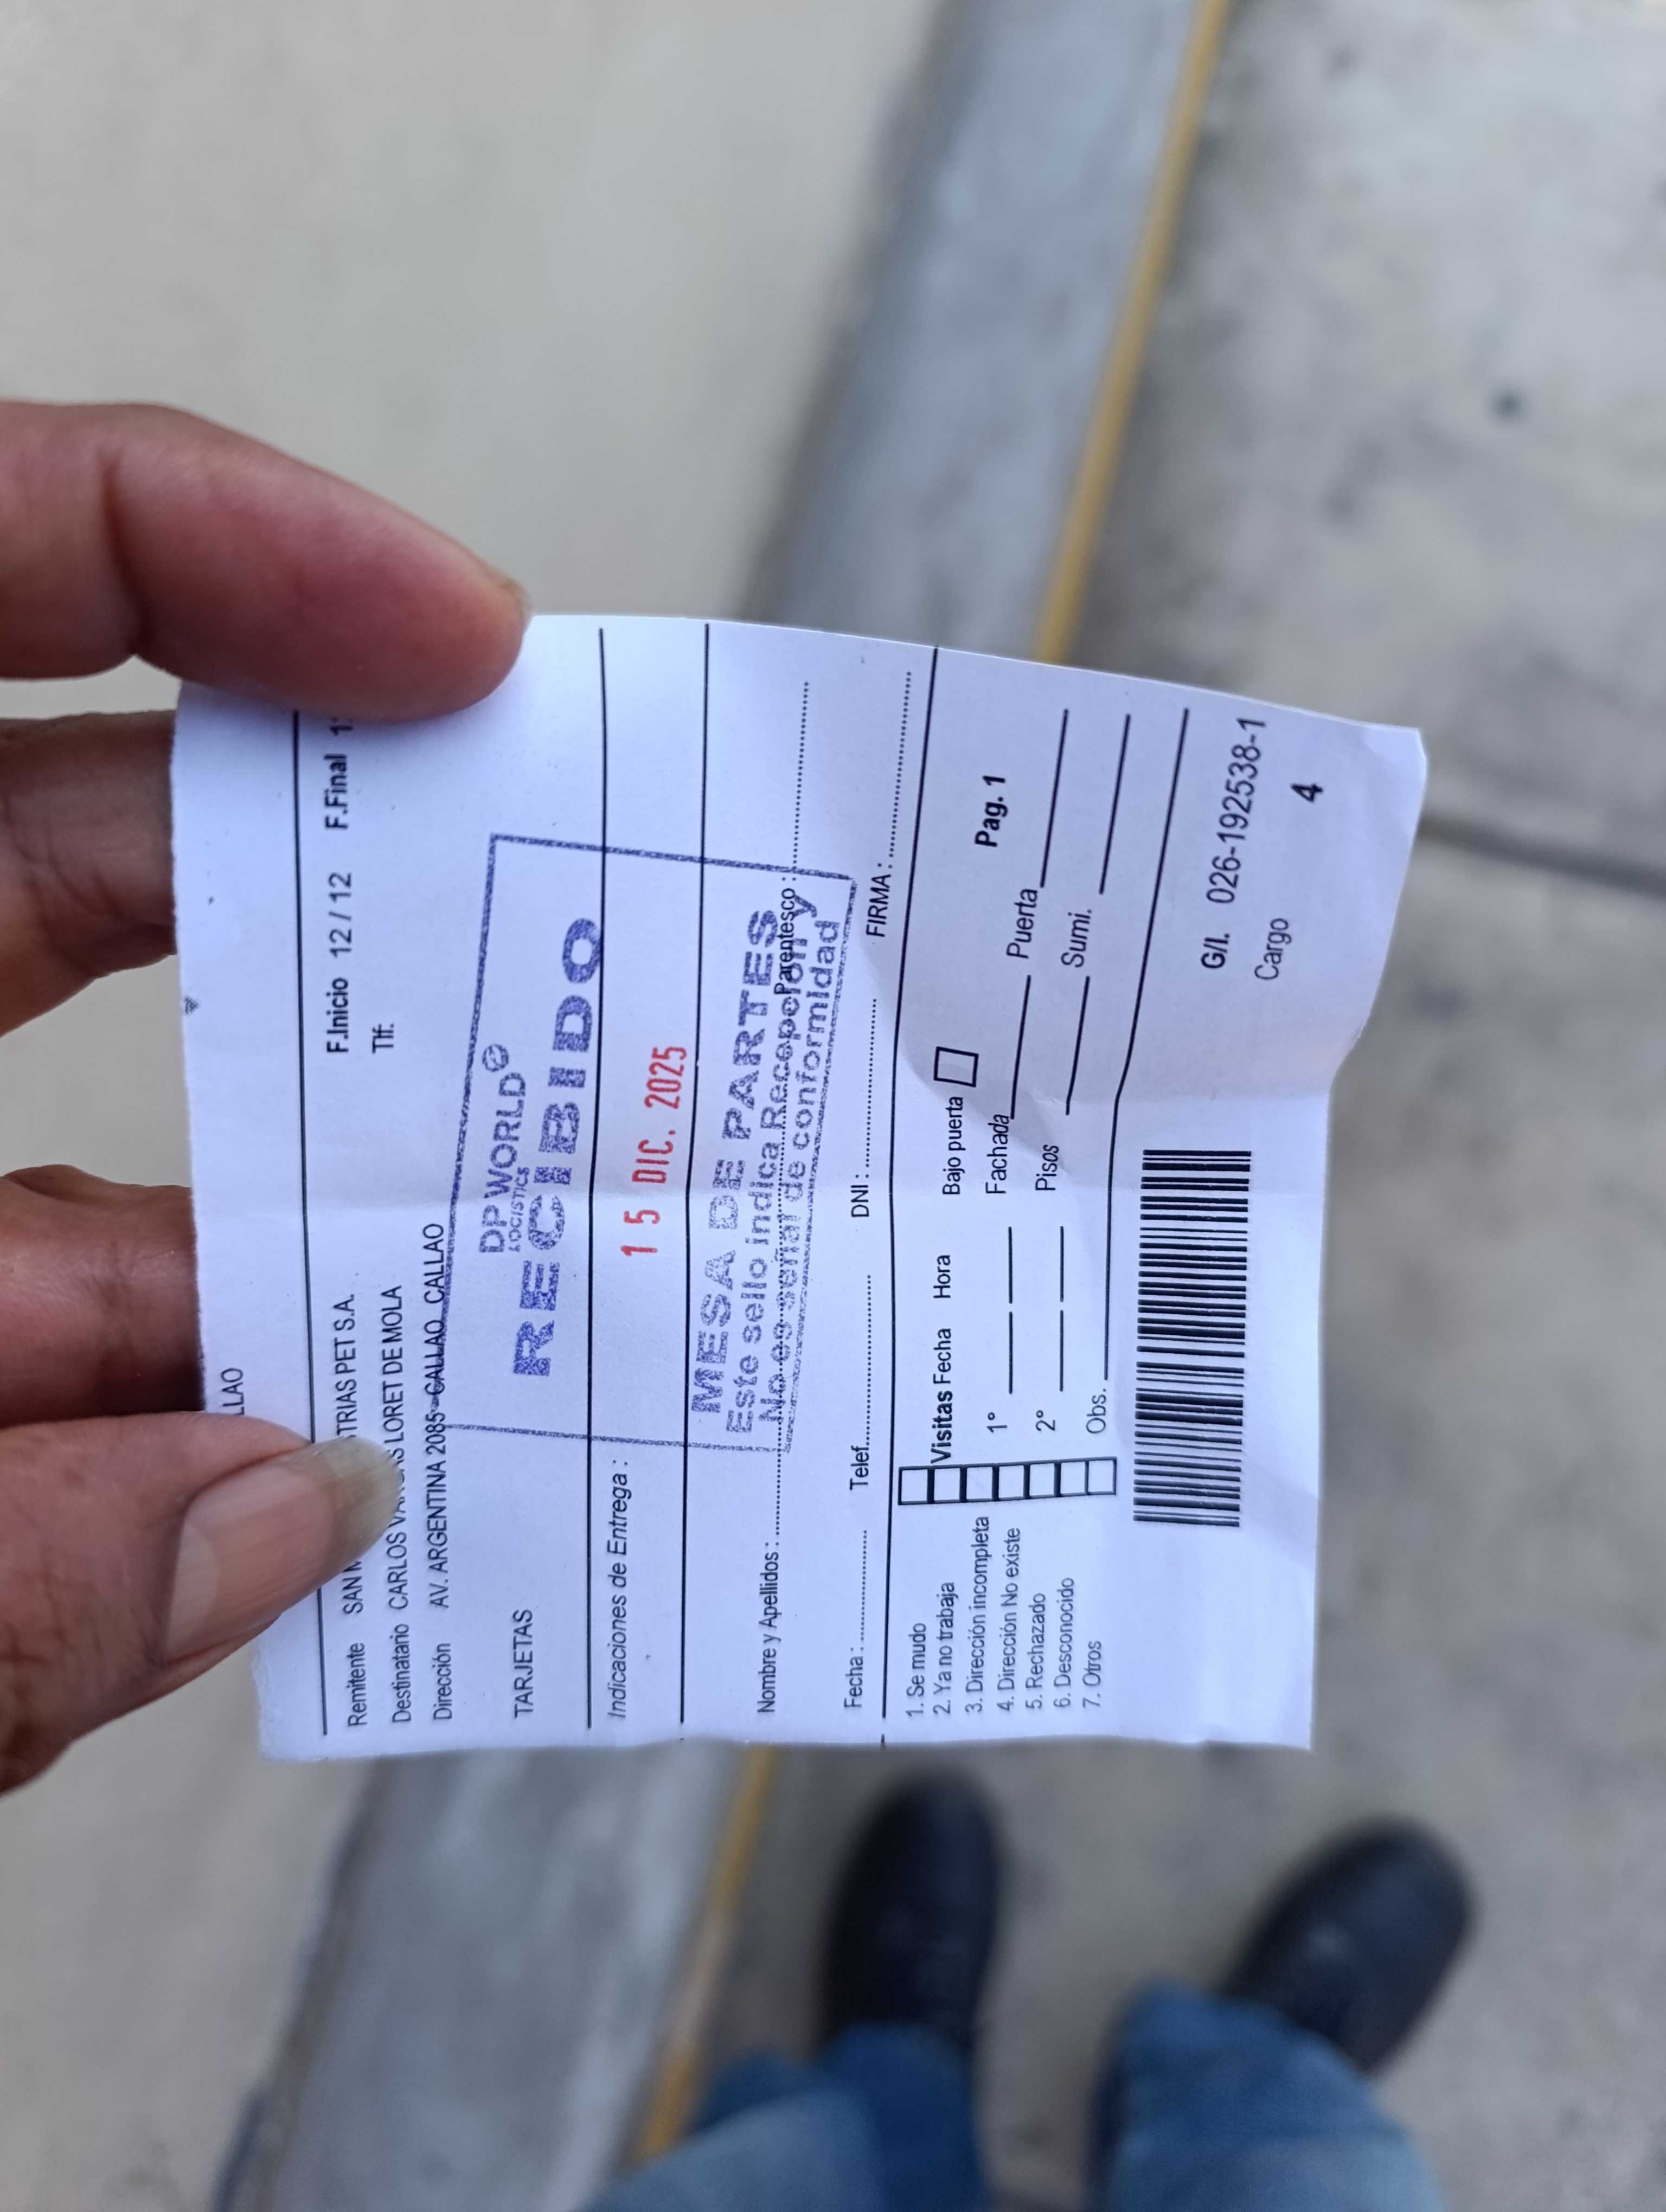 LLAO
F.Inicio 12 / 12 F.Final 1
Remitente SAN TRIAS PET S.A.
Tlf.
Destinatario CARLOS LORET DE MOLA
Dirección AV. ARGENTINA 2085 - CALLAO CALLAO
DP WORLD
LOGISTICS
TARJETAS
RECIBIDO
Indicaciones de Entrega :
15 DIC. 2025
MESA DE PARTES
Este sello indica Recepción y
No es señal de conformidad
Nombre y Apellidos : Parentesco :
Fecha : Telef. DNI : FIRMA :
1. Se mudo
2. Ya no trabaja
3. Dirección incompleta
4. Dirección No existe
5. Rechazado
6. Desconocido
7. Otros
Visitas Fecha Hora Bajo puerta Pag. 1
1° Fachada Puerta
2° Pisos Sumi.
Obs.
G/I. 026-192538-1
Cargo 4